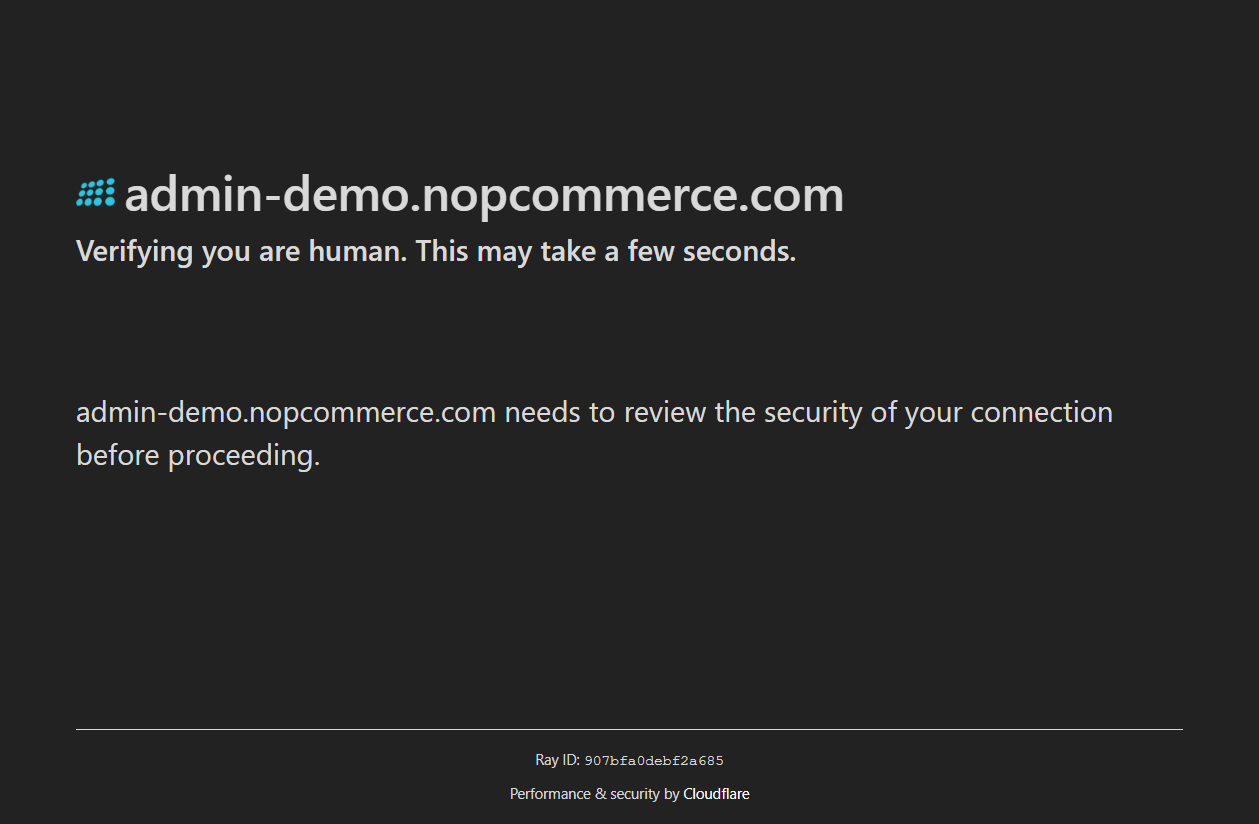 admin-demo.nopcommerce.com
Verifying you are human. This may take a few seconds.
admin-demo.nopcommerce.com needs to review the security of your connection
before proceeding.
Ray ID: 907bfa0debf2a685
Performance & security by Cloudflare